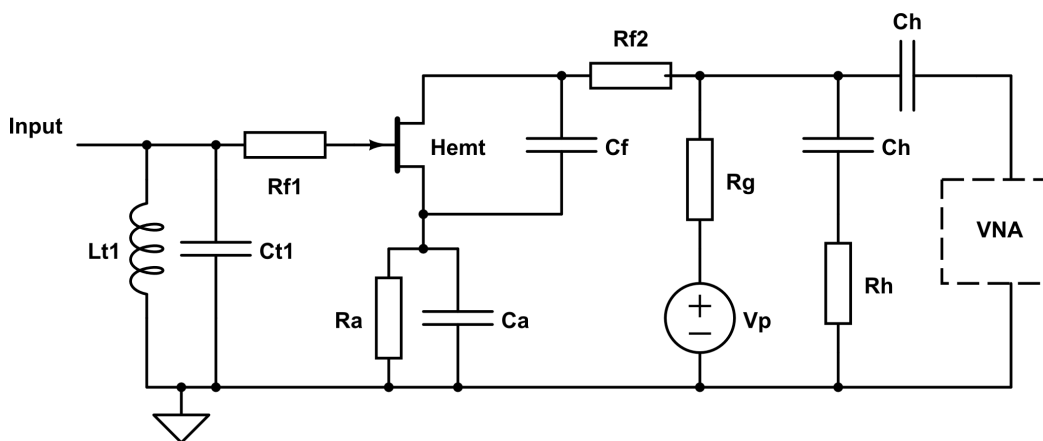 Ch
Rf2
Input
Hemt
Cf
Ch
Rf1
Rg
Lt1
Ct1
VNA
Rh
Ra
Ca
Vp